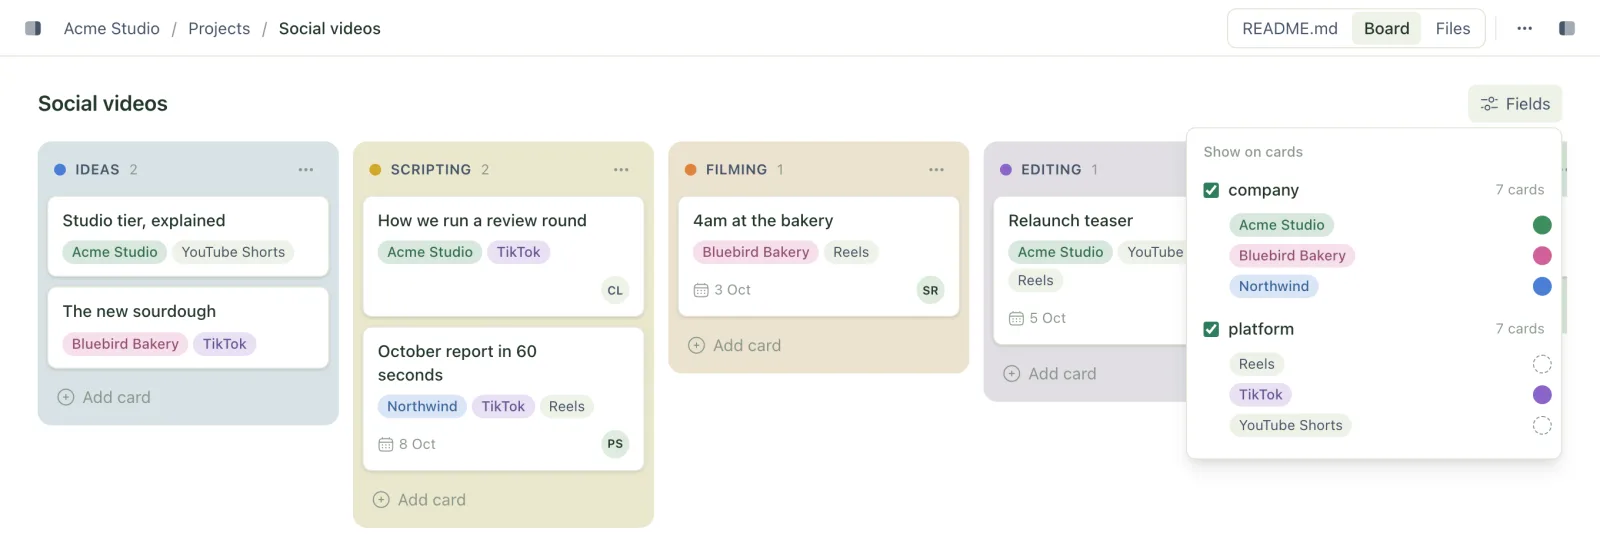 Acme Studio / Projects / Social videos
README.md Board Files
Social videos
Fields
IDEAS 2
Studio tier, explained
Acme Studio YouTube Shorts
The new sourdough
Bluebird Bakery TikTok
Add card
SCRIPTING 2
How we run a review round
Acme Studio TikTok
CL
October report in 60
seconds
Northwind TikTok Reels
8 Oct PS
Add card
FILMING 1
4am at the bakery
Bluebird Bakery Reels
3 Oct SR
Add card
EDITING 1
Relaunch teaser
Acme Studio YouTube
Reels
5 Oct
Add card
Show on cards
company 7 cards
Acme Studio
Bluebird Bakery
Northwind
platform 7 cards
Reels
TikTok
YouTube Shorts